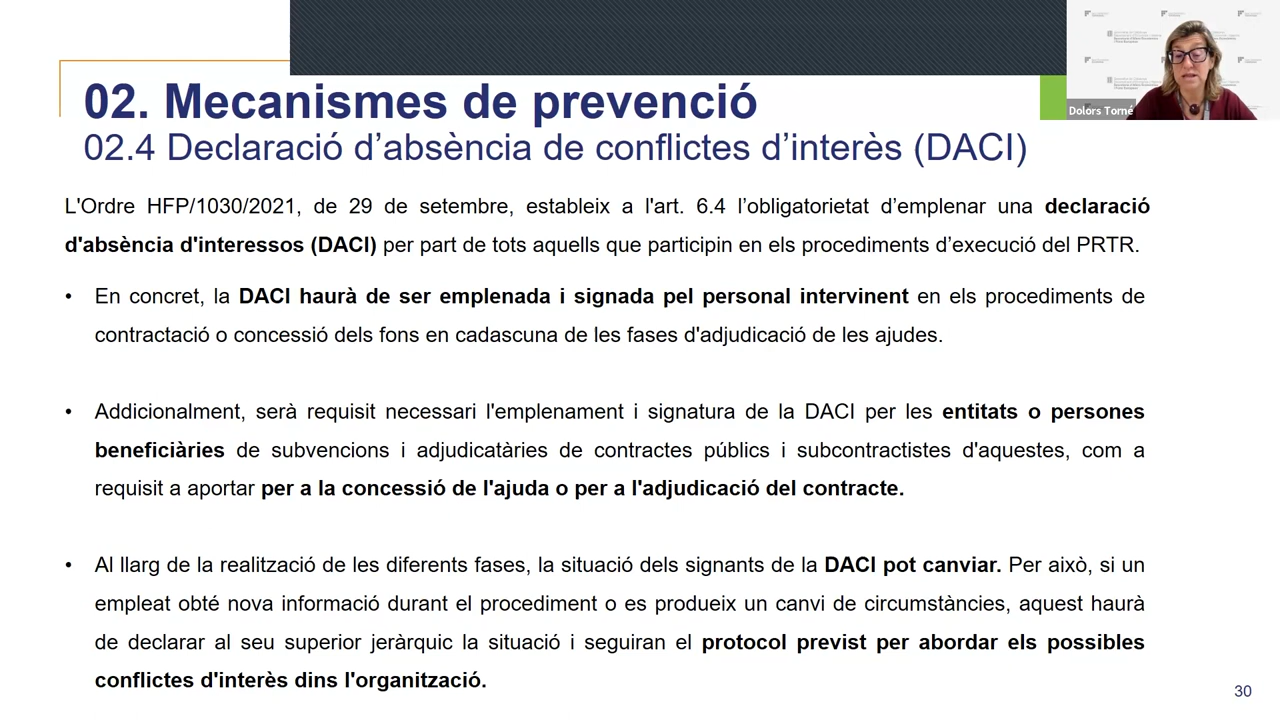 02. Mecanismes de prevenció
02.4 Declaració d’absència de conflictes d’interès (DACI)
Dolors Torné
L'Ordre HFP/1030/2021, de 29 de setembre, estableix a l'art. 6.4 l’obligatorietat d’emplenar una declaració
d'absència d'interessos (DACI) per part de tots aquells que participin en els procediments d’execució del PRTR.
• En concret, la DACI haurà de ser emplenada i signada pel personal intervinent en els procediments de
contractació o concessió dels fons en cadascuna de les fases d'adjudicació de les ajudes.
• Addicionalment, serà requisit necessari l'emplenament i signatura de la DACI per les entitats o persones
beneficiàries de subvencions i adjudicatàries de contractes públics i subcontractistes d'aquestes, com a
requisit a aportar per a la concessió de l'ajuda o per a l'adjudicació del contracte.
• Al llarg de la realització de les diferents fases, la situació dels signants de la DACI pot canviar. Per això, si un
empleat obté nova informació durant el procediment o es produeix un canvi de circumstàncies, aquest haurà
de declarar al seu superior jeràrquic la situació i seguiran el protocol previst per abordar els possibles
conflictes d'interès dins l'organització.
30